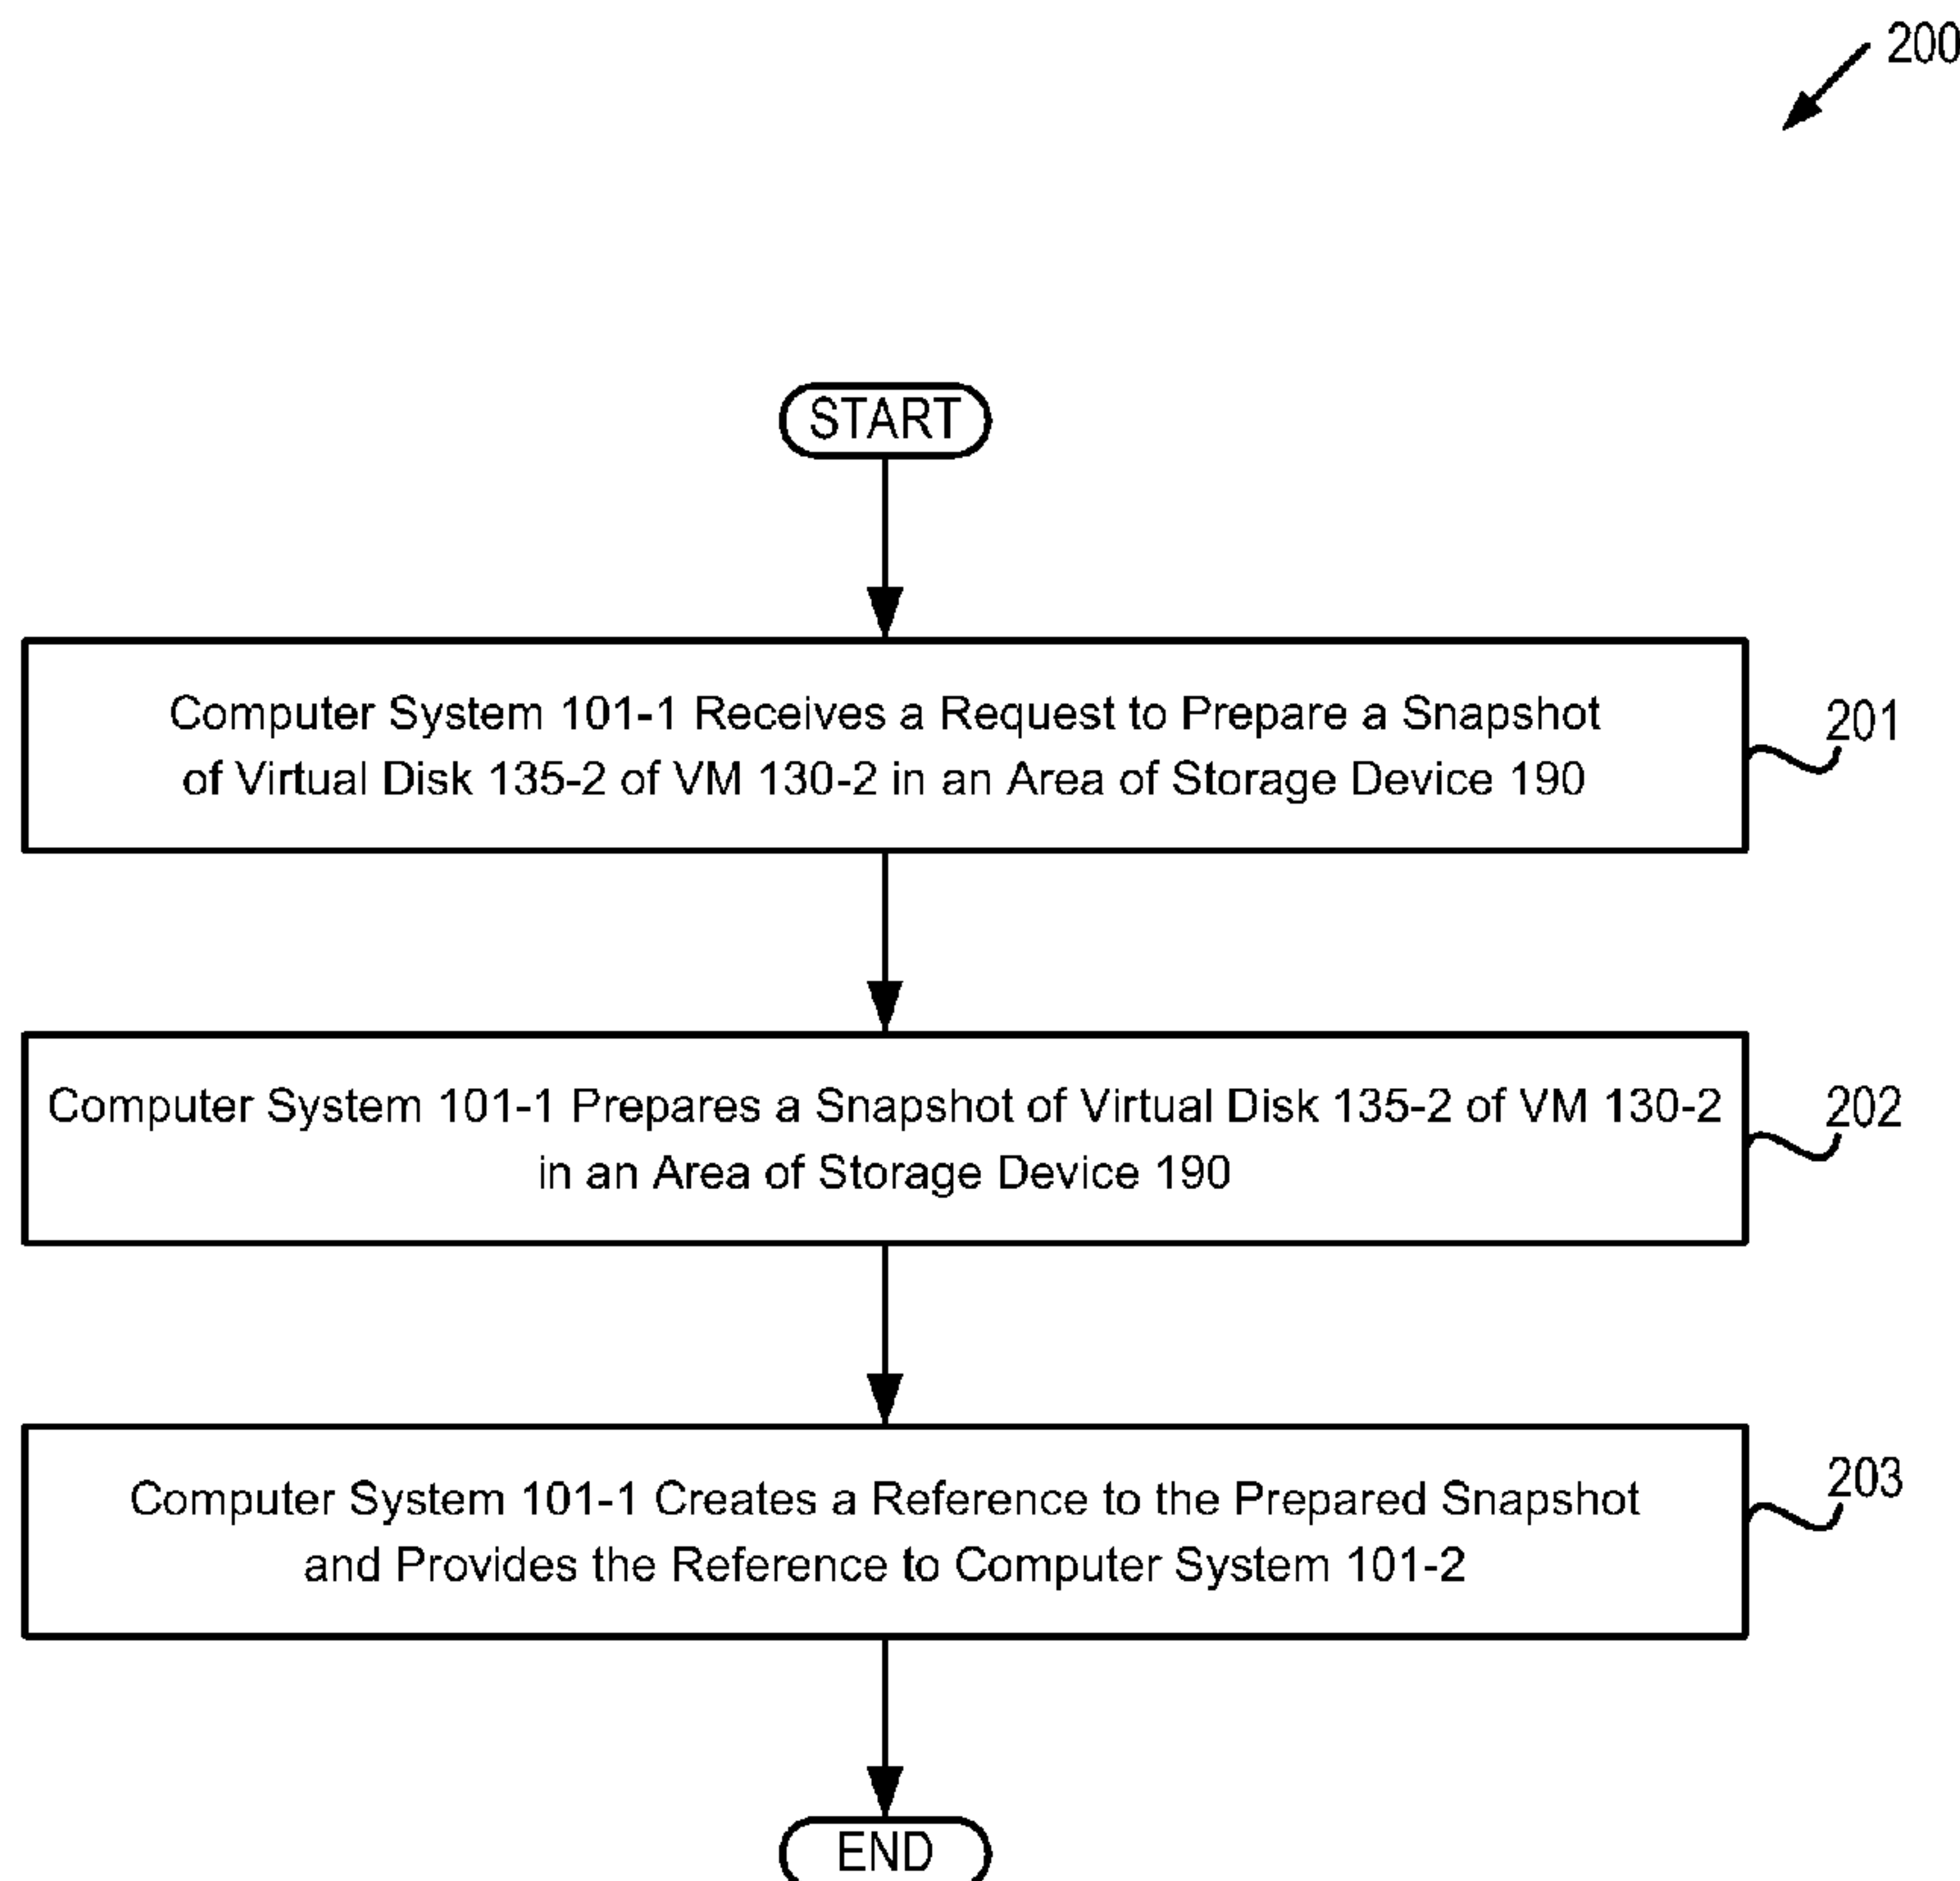 200
START
Computer System 101-1 Receives a Request to Prepare a Snapshot
of Virtual Disk 135-2 of VM 130-2 in an Area of Storage Device 190
201
Computer System 101-1 Prepares a Snapshot of Virtual Disk 135-2 of VM 130-2
in an Area of Storage Device 190
202
Computer System 101-1 Creates a Reference to the Prepared Snapshot
and Provides the Reference to Computer System 101-2
203
END